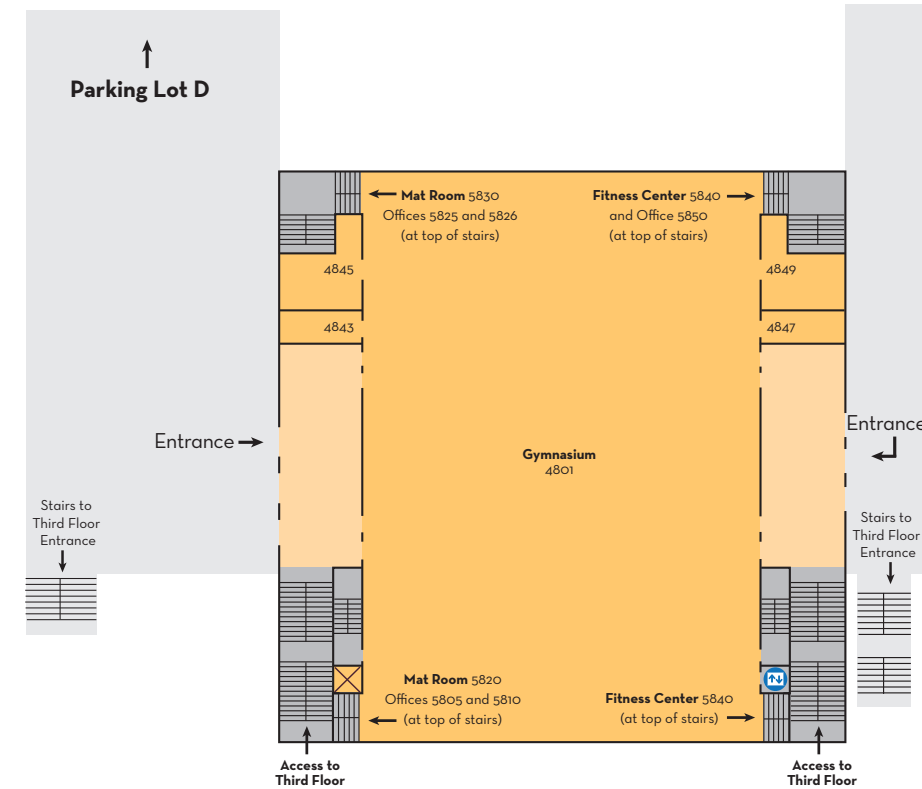 Parking Lot D
Mat Room 5830
Offices 5825 and 5826
(at top of stairs)
Fitness Center 5840
and Office 5850
(at top of stairs)
4845
4849
4843
4847
Entrance
Entrance
Gymnasium
4801
Stairs to
Third Floor
Entrance
Stairs to
Third Floor
Entrance
Mat Room 5820
Offices 5805 and 5810
(at top of stairs)
Fitness Center 5840
(at top of stairs)
Access to
Third Floor
Access to
Third Floor